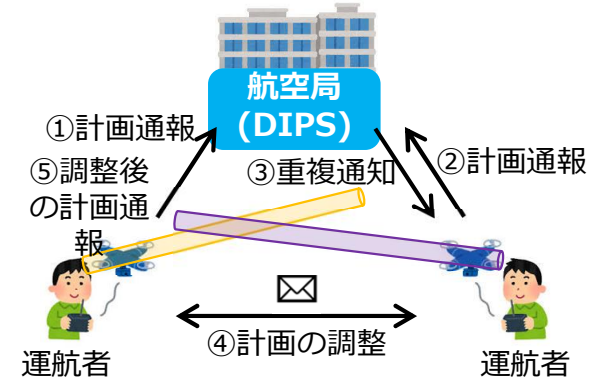 航空局
(DIPS)
①計画通報
⑤調整後
の計画通
報
③重複通知
②計画通報
④計画の調整
運航者
運航者